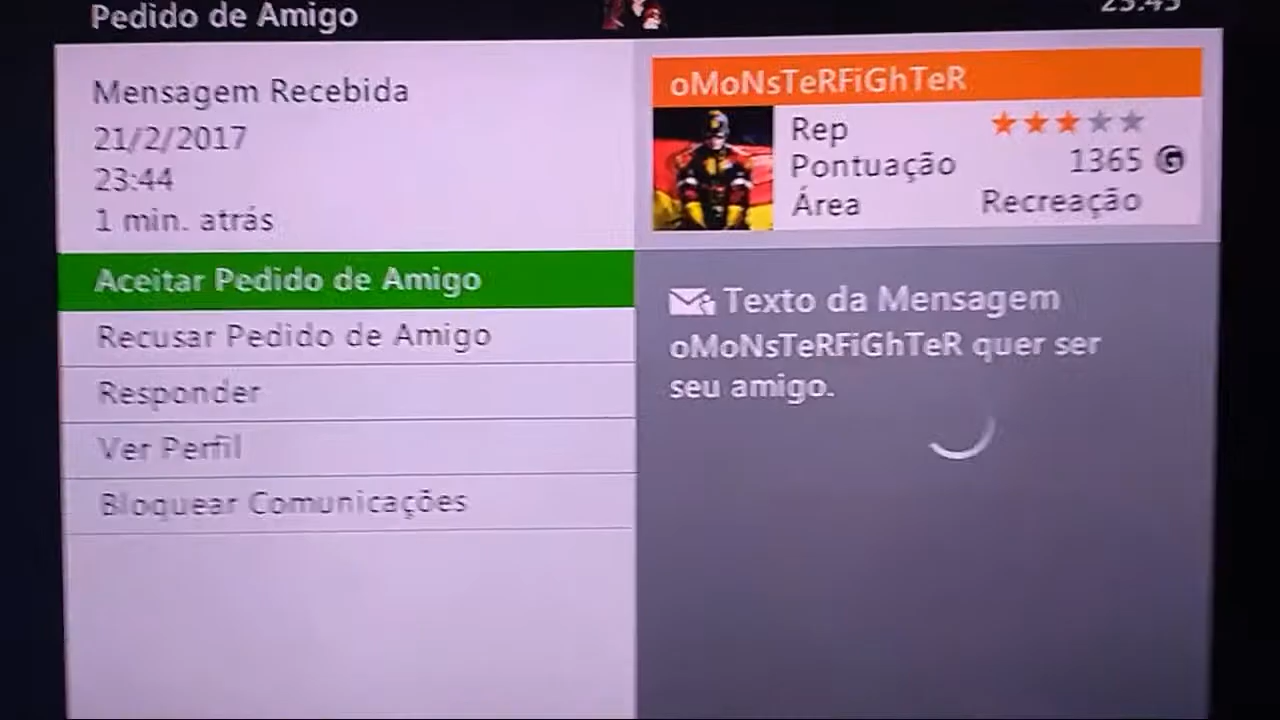 Pedido de Amigo
Mensagem Recebida
21/2/2017
23:44
1 min. atrás
Aceitar Pedido de Amigo
Recusar Pedido de Amigo
Responder
Ver Perfil
Bloquear Comunicações
23:45
oMoNsTeRFiGhTeR
Rep
Pontuação 1365 G
Área Recreação
Texto da Mensagem
oMoNsTeRFiGhTeR quer ser
seu amigo.